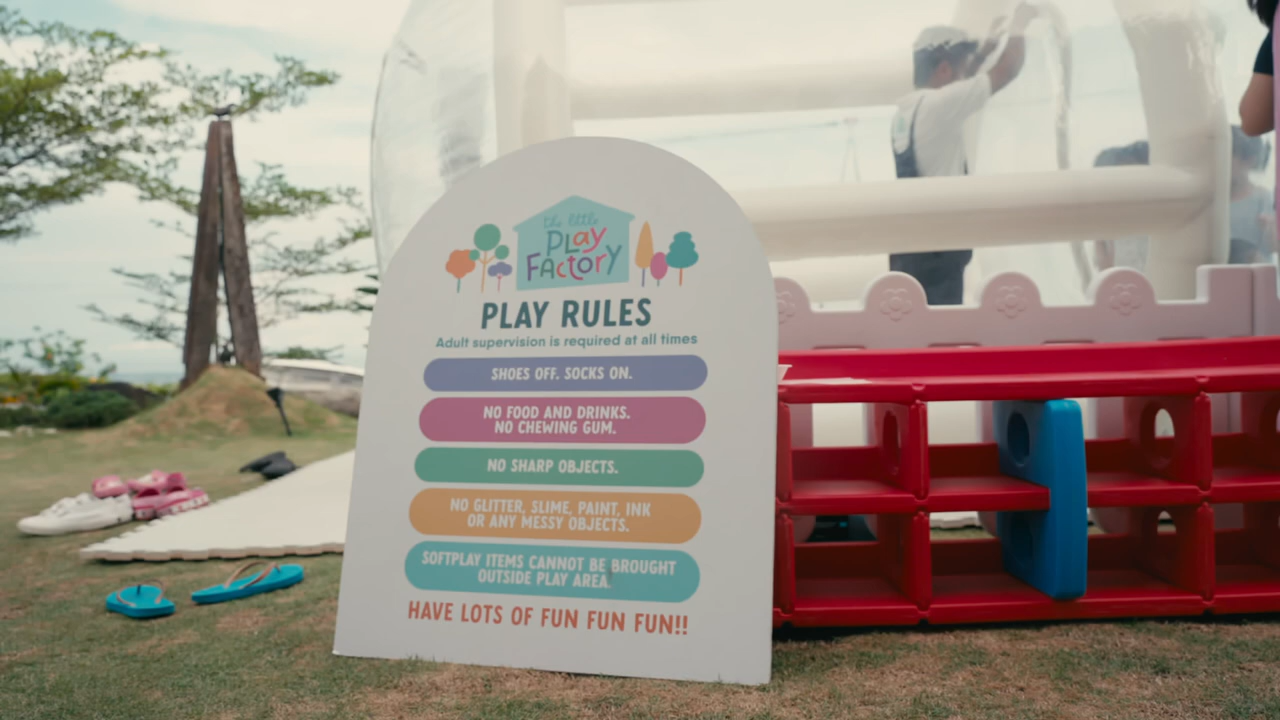 the little
Play
Factory
PLAY RULES
Adult supervision is required at all times
SHOES OFF. SOCKS ON.
NO FOOD AND DRINKS.
NO CHEWING GUM.
NO SHARP OBJECTS.
NO GLITTER, SLIME, PAINT, INK
OR ANY MESSY OBJECTS.
SOFTPLAY ITEMS CANNOT BE BROUGHT
OUTSIDE PLAY AREA.
HAVE LOTS OF FUN FUN FUN!!